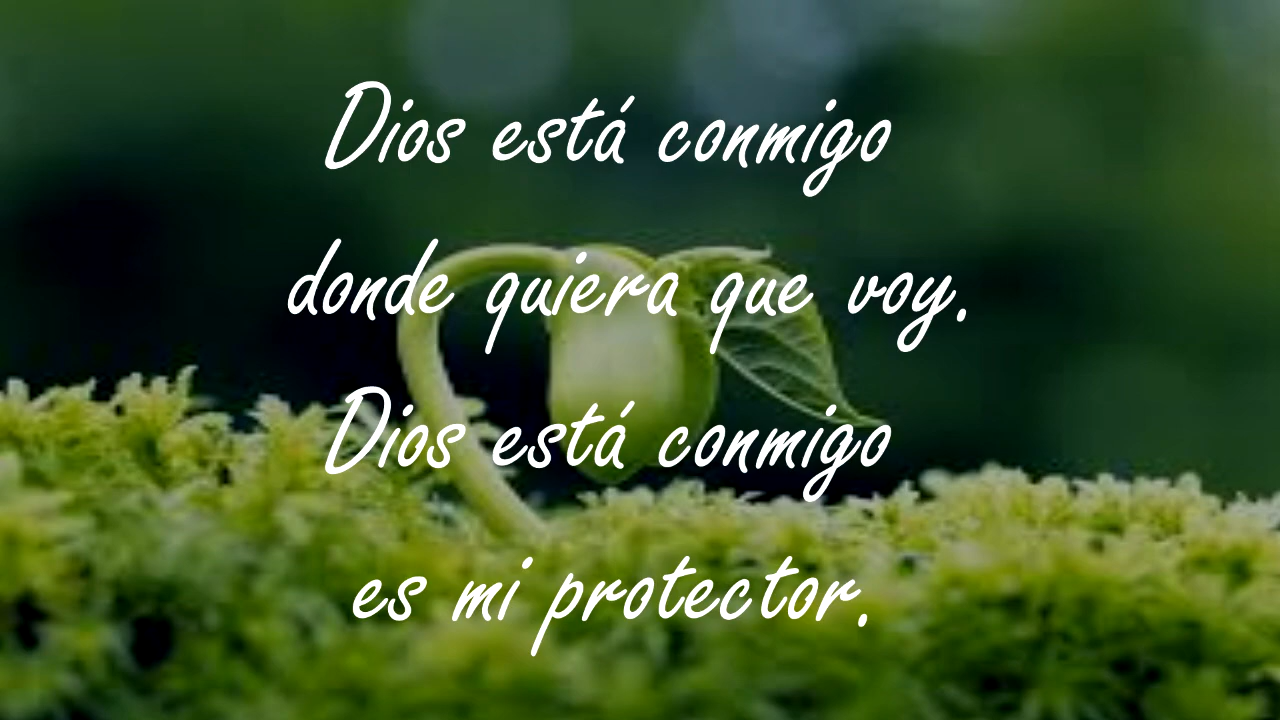 Dios está conmigo
donde quiera que voy.
Dios está conmigo
es mi protector.